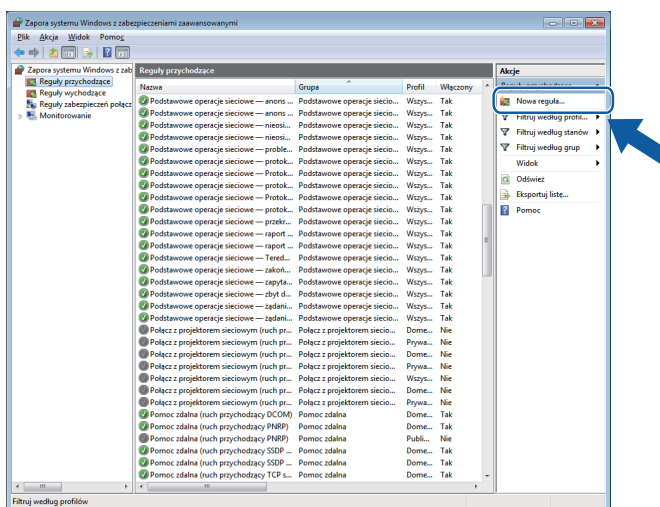 Zapora systemu Windows z zabezpieczeniami zaawansowanymi
Plik Akcja Widok Pomoc
Zapora systemu Windows z zab
Reguły przychodzące
Reguły wychodzące
Reguły zabezpieczeń połącz
Monitorowanie
Reguły przychodzące
Nazwa Grupa Profil Włączony
Podstawowe operacje sieciowe — anons ... Podstawowe operacje siecio... Wszys... Tak
Podstawowe operacje sieciowe — anons ... Podstawowe operacje siecio... Wszys... Tak
Podstawowe operacje sieciowe — nieosi... Podstawowe operacje siecio... Wszys... Tak
Podstawowe operacje sieciowe — nieosi... Podstawowe operacje siecio... Wszys... Tak
Podstawowe operacje sieciowe — proble... Podstawowe operacje siecio... Wszys... Tak
Podstawowe operacje sieciowe — protok... Podstawowe operacje siecio... Wszys... Tak
Podstawowe operacje sieciowe — Protok... Podstawowe operacje siecio... Wszys... Tak
Podstawowe operacje sieciowe — protok... Podstawowe operacje siecio... Wszys... Tak
Podstawowe operacje sieciowe — protok... Podstawowe operacje siecio... Wszys... Tak
Podstawowe operacje sieciowe — przekr... Podstawowe operacje siecio... Wszys... Tak
Podstawowe operacje sieciowe — raport ... Podstawowe operacje siecio... Wszys... Tak
Podstawowe operacje sieciowe — raport ... Podstawowe operacje siecio... Wszys... Tak
Podstawowe operacje sieciowe — Tered... Podstawowe operacje siecio... Wszys... Tak
Podstawowe operacje sieciowe — zakoń... Podstawowe operacje siecio... Wszys... Tak
Podstawowe operacje sieciowe — zapyta... Podstawowe operacje siecio... Wszys... Tak
Podstawowe operacje sieciowe — zbyt d... Podstawowe operacje siecio... Wszys... Tak
Podstawowe operacje sieciowe — żądani... Podstawowe operacje siecio... Wszys... Tak
Podstawowe operacje sieciowe — żądani... Podstawowe operacje siecio... Wszys... Tak
Połącz z projektorem sieciowym (ruch pr... Połącz z projektorem siecio... Dome... Nie
Połącz z projektorem sieciowym (ruch pr... Połącz z projektorem siecio... Prywa... Nie
Połącz z projektorem sieciowym (ruch pr... Połącz z projektorem siecio... Dome... Nie
Połącz z projektorem sieciowym (ruch pr... Połącz z projektorem siecio... Prywa... Nie
Połącz z projektorem sieciowym (ruch pr... Połącz z projektorem siecio... Wszys... Nie
Połącz z projektorem sieciowym (ruch pr... Połącz z projektorem siecio... Dome... Nie
Połącz z projektorem sieciowym (ruch pr... Połącz z projektorem siecio... Prywa... Nie
Pomoc zdalna (ruch przychodzący DCOM) Pomoc zdalna Dome... Tak
Pomoc zdalna (ruch przychodzący PNRP) Pomoc zdalna Dome... Tak
Pomoc zdalna (ruch przychodzący PNRP) Pomoc zdalna Publi... Nie
Pomoc zdalna (ruch przychodzący SSDP ... Pomoc zdalna Dome... Tak
Pomoc zdalna (ruch przychodzący SSDP ... Pomoc zdalna Dome... Tak
Pomoc zdalna (ruch przychodzący TCP s... Pomoc zdalna Dome... Tak
Akcje
Nowa reguła...
Filtruj według profil...
Filtruj według stanów
Filtruj według grup
Widok
Odśwież
Eksportuj listę...
Pomoc
Filtruj według profilów